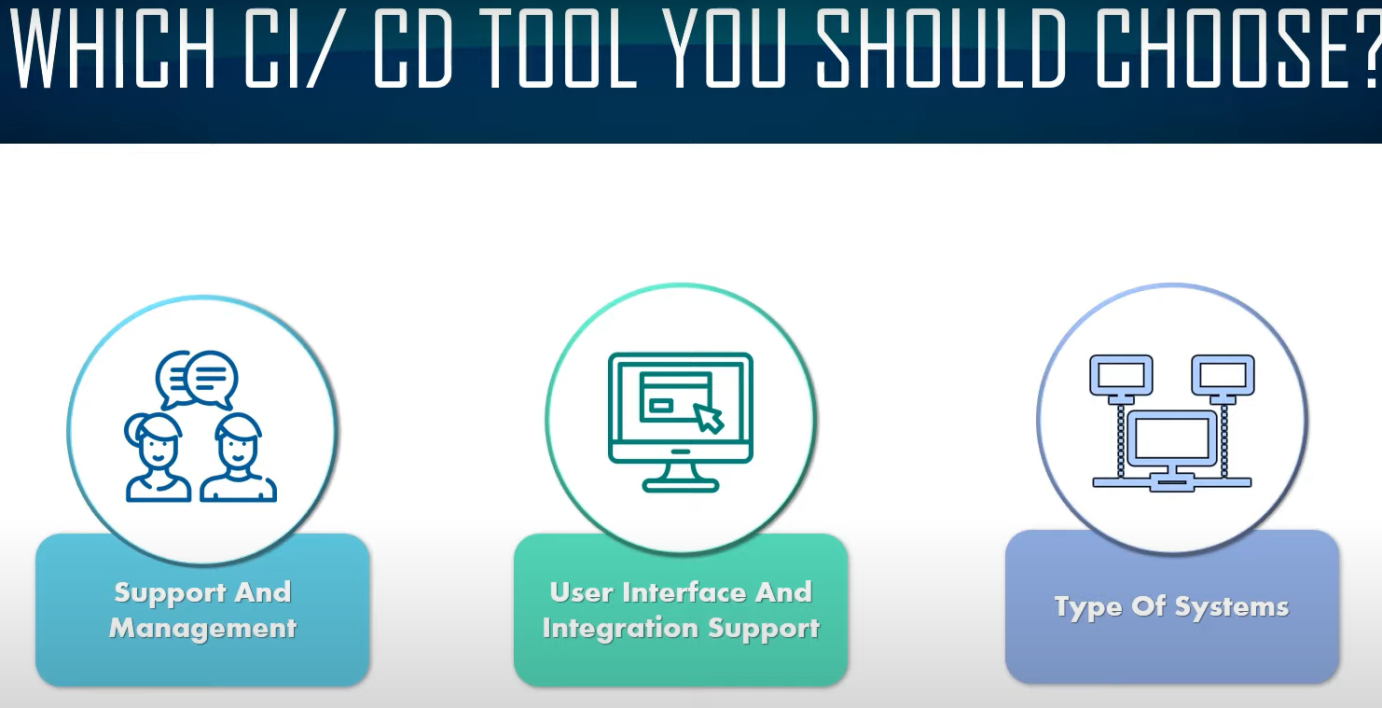 WHICH CI/ CD TOOL YOU SHOULD CHOOSE?
Support And
Management
User Interface And
Integration Support
Type Of Systems